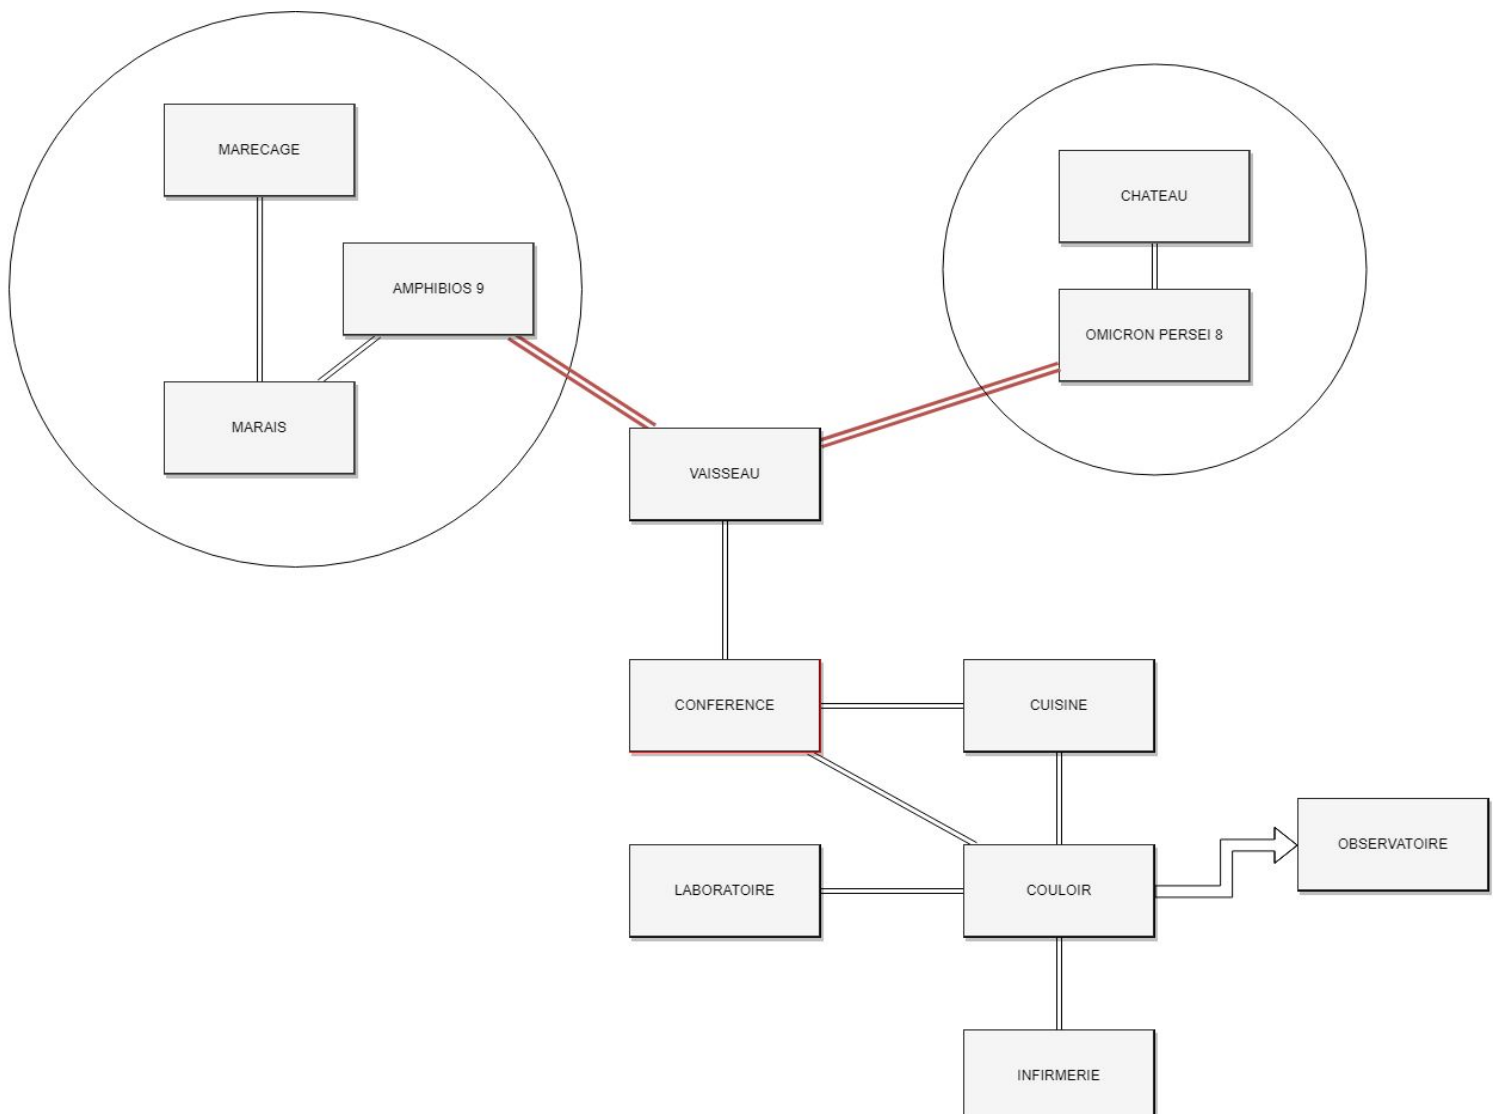 MARECAGE
CHATEAU
AMPHIBIOS 9
OMICRON PERSEI 8
MARAIS
VAISSEAU
CONFERENCE
CUISINE
OBSERVATOIRE
LABORATOIRE
COULOIR
INFIRMERIE